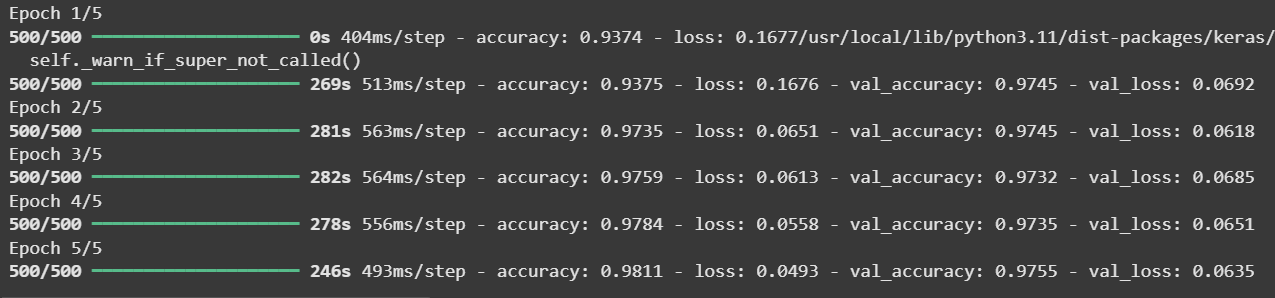 Epoch 1/5
500/500 ━━━━━━━━━━━━━━━━━━━━ 0s 404ms/step - accuracy: 0.9374 - loss: 0.1677/usr/local/lib/python3.11/dist-packages/keras/
self._warn_if_super_not_called()
500/500 ━━━━━━━━━━━━━━━━━━━━ 269s 513ms/step - accuracy: 0.9375 - loss: 0.1676 - val_accuracy: 0.9745 - val_loss: 0.0692
Epoch 2/5
500/500 ━━━━━━━━━━━━━━━━━━━━ 281s 563ms/step - accuracy: 0.9735 - loss: 0.0651 - val_accuracy: 0.9745 - val_loss: 0.0618
Epoch 3/5
500/500 ━━━━━━━━━━━━━━━━━━━━ 282s 564ms/step - accuracy: 0.9759 - loss: 0.0613 - val_accuracy: 0.9732 - val_loss: 0.0685
Epoch 4/5
500/500 ━━━━━━━━━━━━━━━━━━━━ 278s 556ms/step - accuracy: 0.9784 - loss: 0.0558 - val_accuracy: 0.9735 - val_loss: 0.0651
Epoch 5/5
500/500 ━━━━━━━━━━━━━━━━━━━━ 246s 493ms/step - accuracy: 0.9811 - loss: 0.0493 - val_accuracy: 0.9755 - val_loss: 0.0635